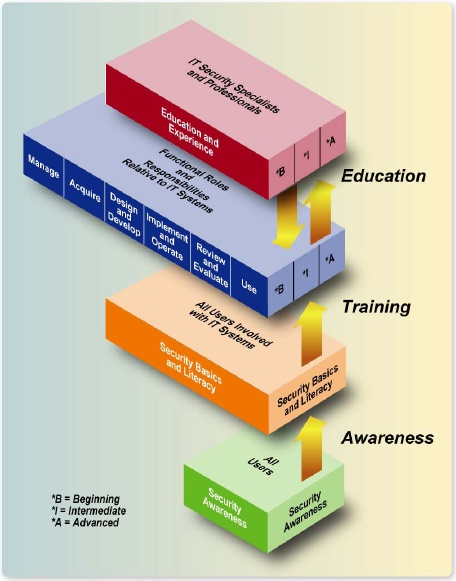 IT Security Specialists
and Professionals
Education and
Experience
*B
*I
*A
Education
Functional Roles
and
Responsibilities
Relative to IT Systems
Manage
Acquire
Design
and
Develop
Implement
and
Operate
Review
and
Evaluate
Use
*B
*I
*A
Training
All Users Involved
with IT Systems
Security Basics
and Literacy
Security Basics
and Literacy
Awareness
All
Users
Security
Awareness
Security
Awareness
*B = Beginning
*I = Intermediate
*A = Advanced